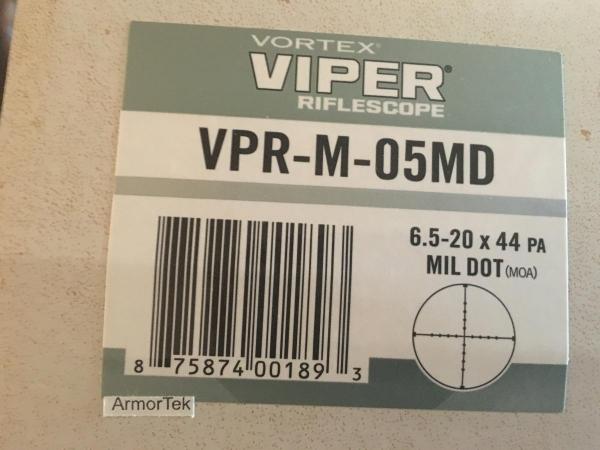 VORTEX®
VIPER®
RIFLESCOPE
VPR-M-05MD
6.5-20 x 44 PA
MIL DOT (MOA)
8 75874 00189 3
ArmorTek